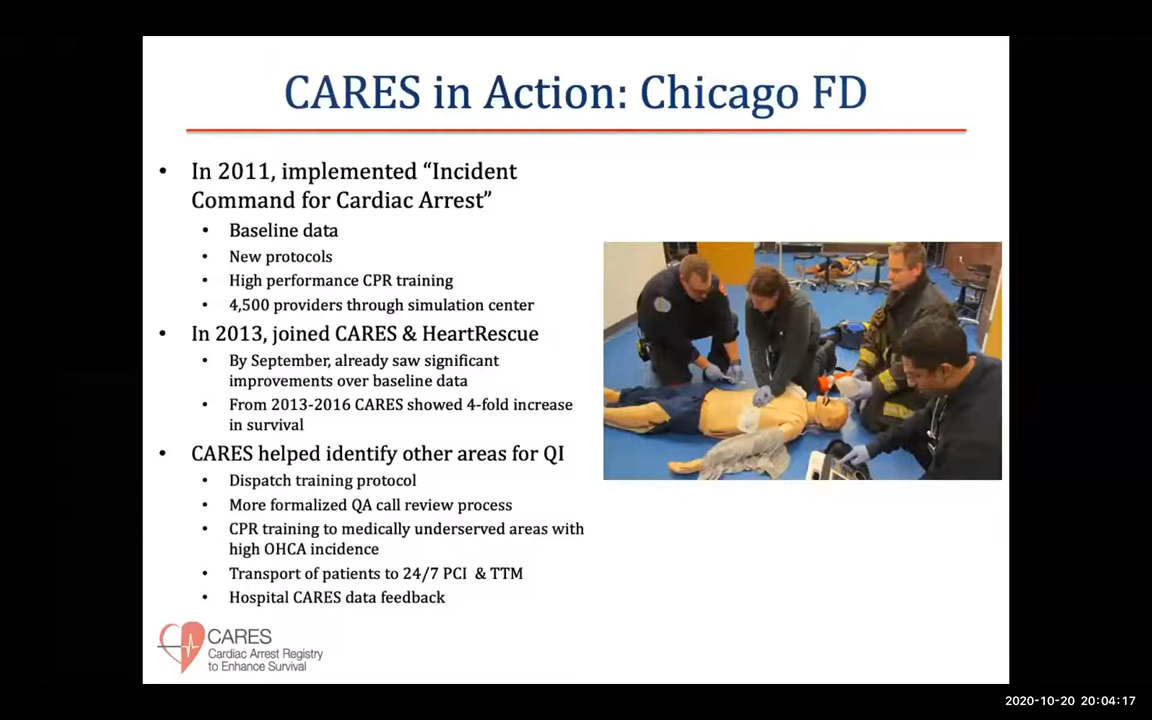 CARES in Action: Chicago FD
• In 2011, implemented “Incident
Command for Cardiac Arrest”
• Baseline data
• New protocols
• High performance CPR training
• 4,500 providers through simulation center
• In 2013, joined CARES & HeartRescue
• By September, already saw significant
improvements over baseline data
• From 2013-2016 CARES showed 4-fold increase
in survival
• CARES helped identify other areas for QI
• Dispatch training protocol
• More formalized QA call review process
• CPR training to medically underserved areas with
high OHCA incidence
• Transport of patients to 24/7 PCI & TTM
• Hospital CARES data feedback
CARES
Cardiac Arrest Registry
to Enhance Survival
2020-10-20 20:04:17